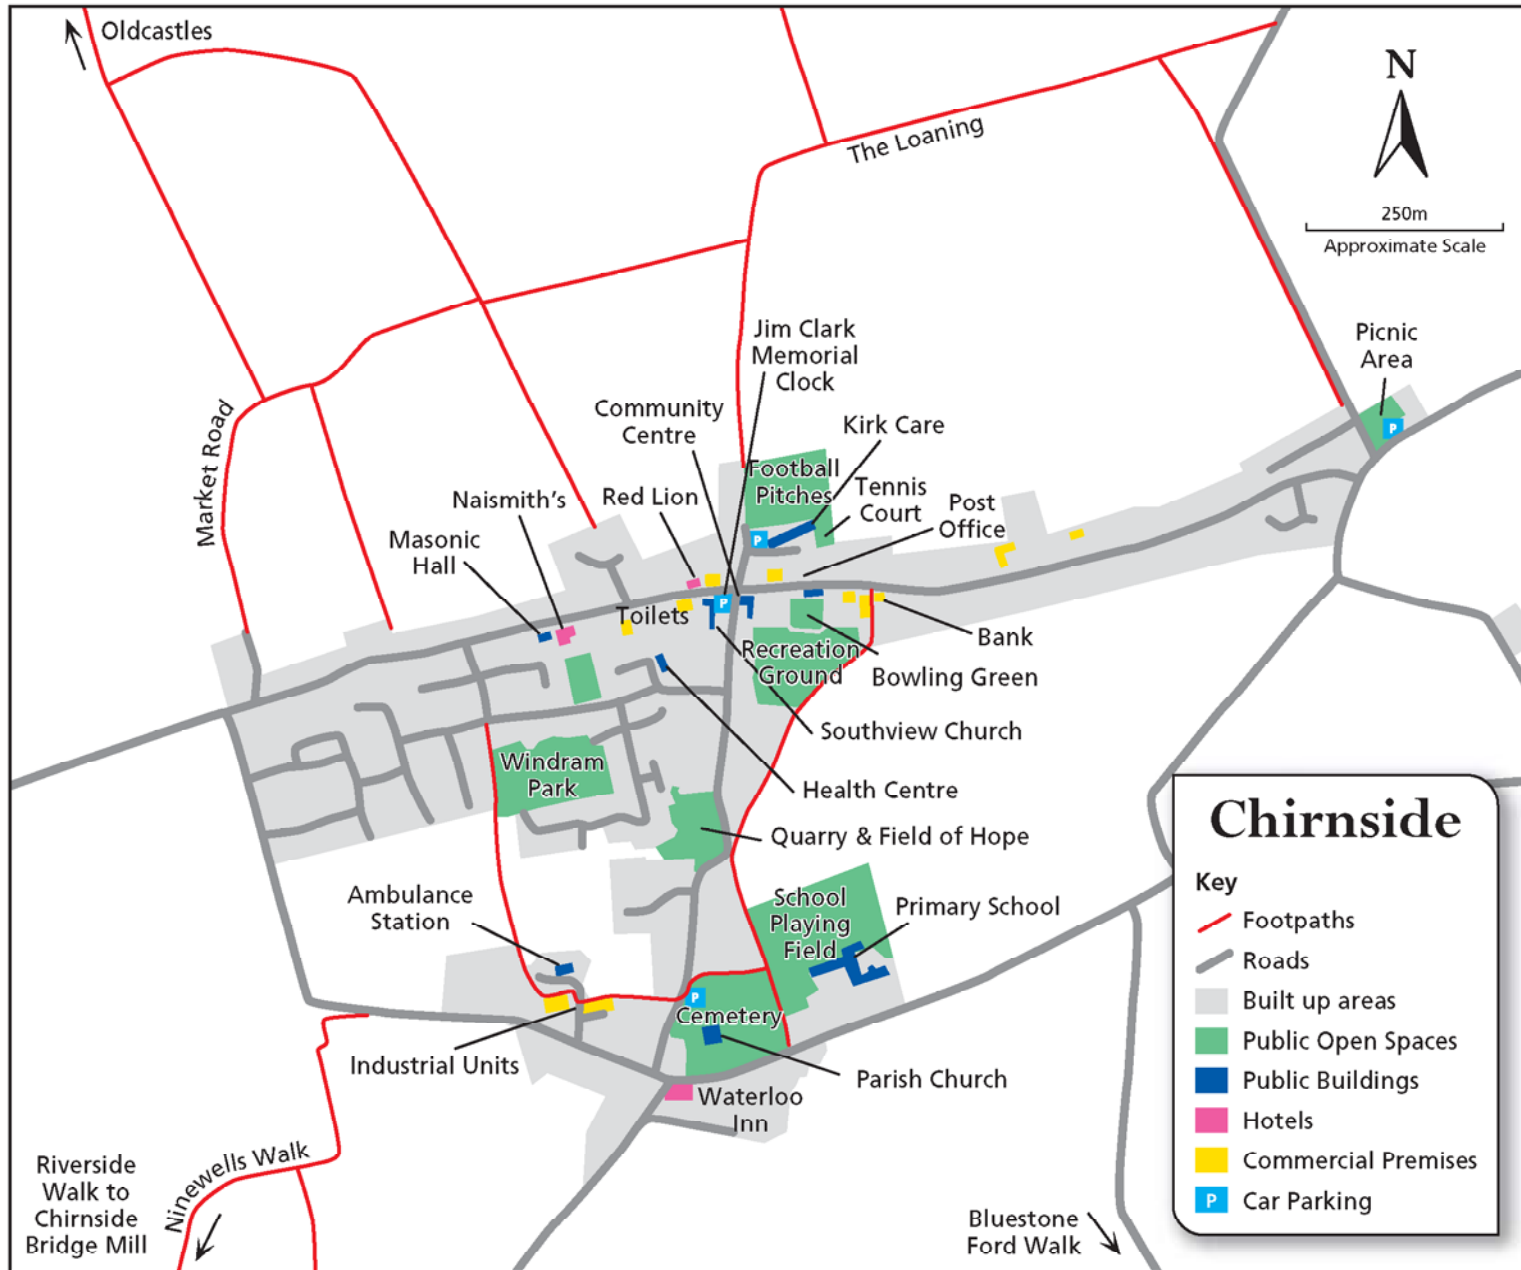 Oldcastles
The Loaning
N
250m
Approximate Scale
Picnic
Area
Jim Clark
Memorial
Clock
Community
Centre
Kirk Care
Football
Pitches
Tennis
Court
Post
Office
Market Road
Naismith's
Red Lion
Masonic
Hall
Toilets
Recreation
Ground
Bank
Bowling Green
Southview Church
Windram
Park
Health Centre
Quarry & Field of Hope
Ambulance
Station
School
Playing
Field
Primary School
Cemetery
Industrial Units
Parish Church
Waterloo
Inn
Ninewells Walk
Riverside
Walk to
Chirnside
Bridge Mill
Bluestone
Ford Walk
P
P
P
P
Chirnside
Key
Footpaths
Roads
Built up areas
Public Open Spaces
Public Buildings
Hotels
Commercial Premises
P Car Parking